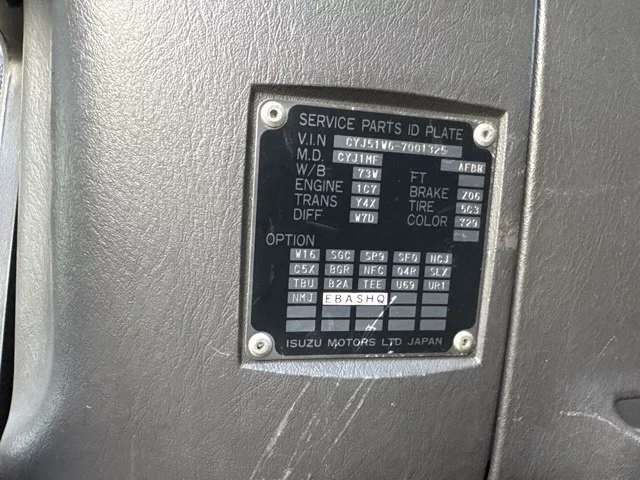 SERVICE PARTS ID PLATE
V.I.N CYJ51W6-7001325
M.D. CYJ1MF AFBR
W/B 73W FT
ENGINE 1C7 BRAKE Z06
TRANS Y4X TIRE 5C3
DIFF W7D COLOR 729
OPTION
W16 SGC SP9 SF0 NCJ
C5X BGR NFC 04R SLX
TBU B2A TEE U69 UR1
NMJ EBASHQ
ISUZU MOTORS LTD JAPAN